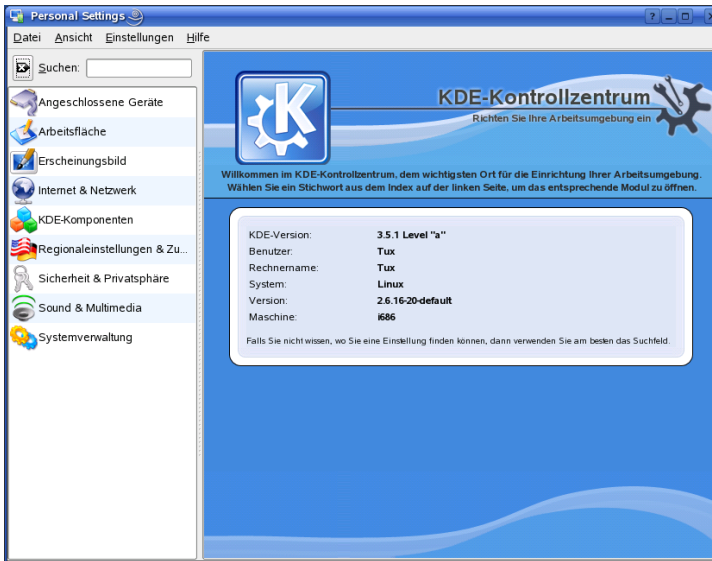 Personal Settings
Datei Ansicht Einstellungen Hilfe
Suchen:
Angeschlossene Geräte
Arbeitsfläche
Erscheinungsbild
Internet & Netzwerk
KDE-Komponenten
Regionaleinstellungen & Zu...
Sicherheit & Privatsphäre
Sound & Multimedia
Systemverwaltung
KDE-Kontrollzentrum
Richten Sie Ihre Arbeitsumgebung ein
Willkommen im KDE-Kontrollzentrum, dem wichtigsten Ort für die Einrichtung Ihrer Arbeitsumgebung.
Wählen Sie ein Stichwort aus dem Index auf der linken Seite, um das entsprechende Modul zu öffnen.
KDE-Version: 3.5.1 Level "a"
Benutzer: Tux
Rechnername: Tux
System: Linux
Version: 2.6.16-20-default
Maschine: i686
Falls Sie nicht wissen, wo Sie eine Einstellung finden können, dann verwenden Sie am besten das Suchfeld.